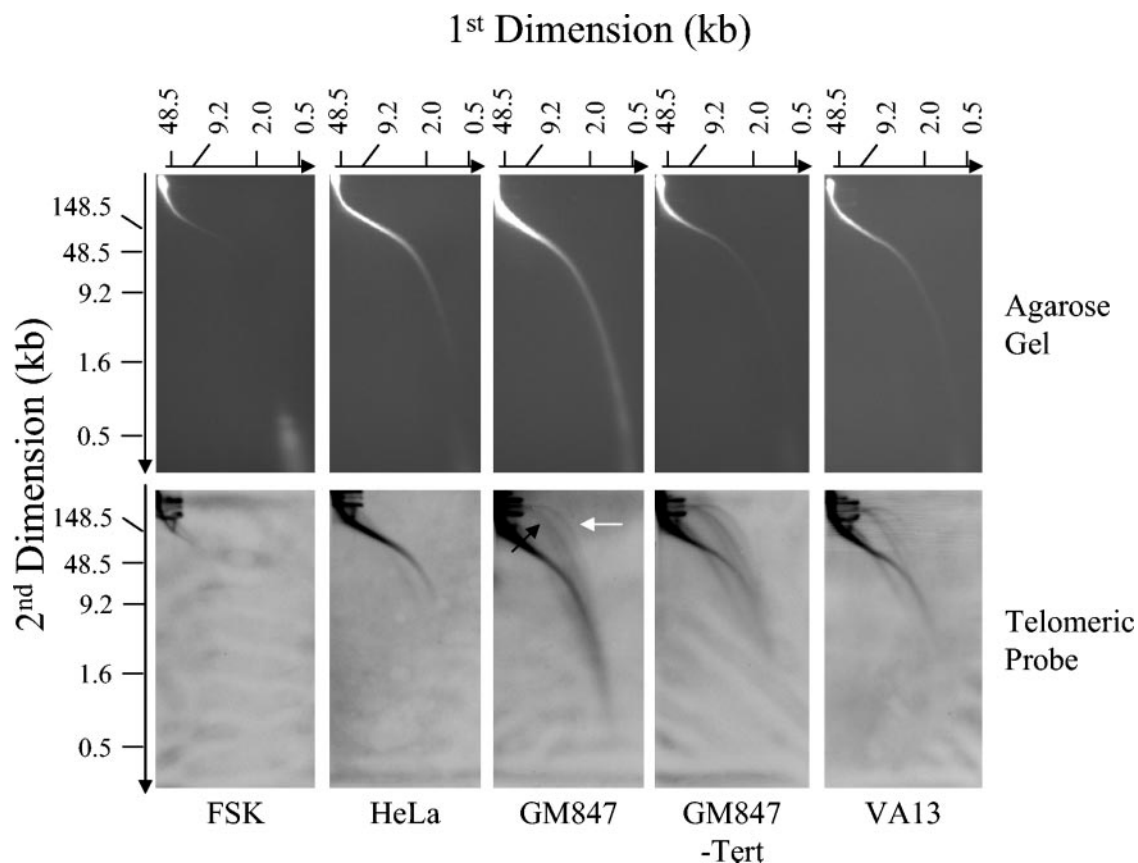 1st Dimension (kb)
48.5 9.2 2.0 0.5 48.5 9.2 2.0 0.5 48.5 9.2 2.0 0.5 48.5 9.2 2.0 0.5 48.5 9.2 2.0 0.5
2nd Dimension (kb)
148.5
48.5
9.2
1.6
0.5
Agarose
Gel
148.5
48.5
9.2
1.6
0.5
Telomeric
Probe
FSK HeLa GM847 GM847 VA13
-Tert